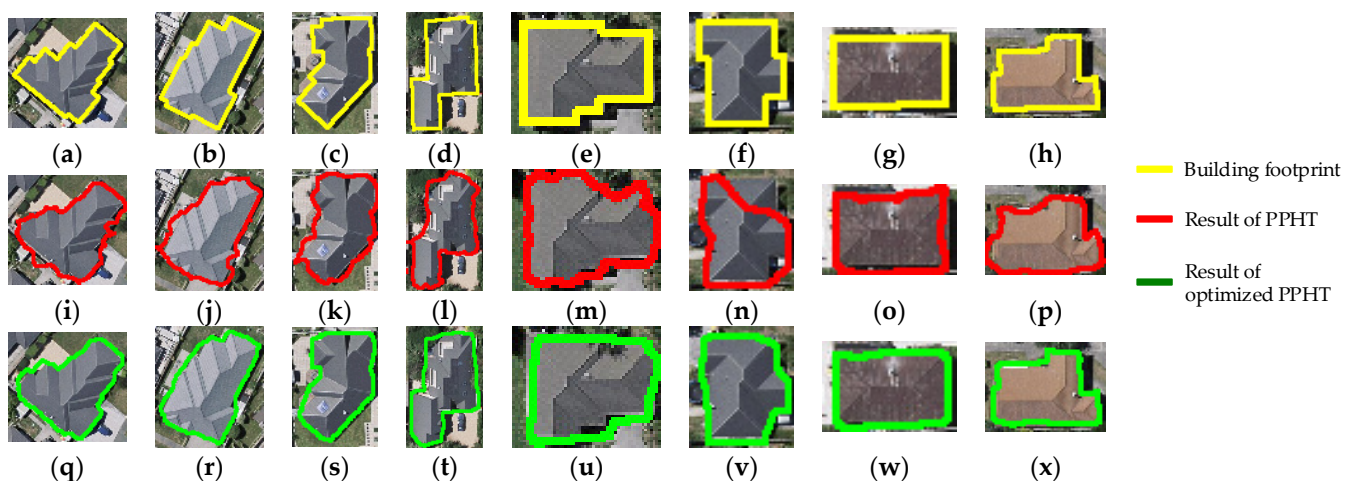 (a) (b) (c) (d) (e) (f) (g) (h)
Building footprint
(i) (j) (k) (l) (m) (n) (o) (p)
Result of PPHT
(q) (r) (s) (t) (u) (v) (w) (x)
Result of
optimized PPHT